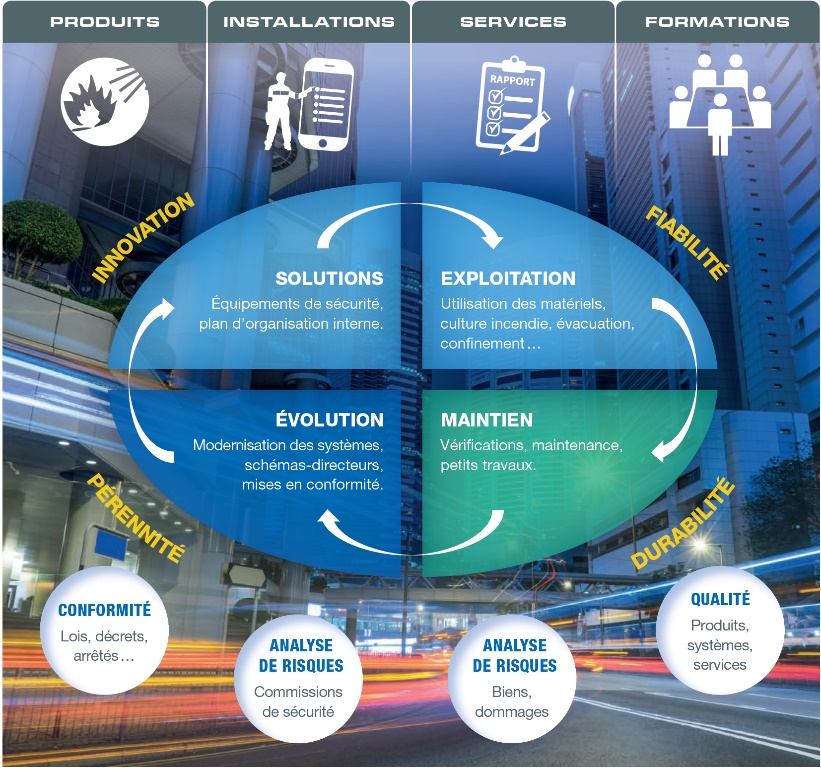 PRODUITS
INSTALLATIONS
SERVICES
FORMATIONS
RAPPORT
INNOVATION
FIABILITÉ
SOLUTIONS
Équipements de sécurité,
plan d'organisation interne.
EXPLOITATION
Utilisation des matériels,
culture incendie, évacuation,
confinement…
ÉVOLUTION
Modernisation des systèmes,
schémas-directeurs,
mises en conformité.
MAINTIEN
Vérifications, maintenance,
petits travaux.
PÉRENNITÉ
DURABILITÉ
CONFORMITÉ
Lois, décrets,
arrêtés…
ANALYSE
DE RISQUES
Commissions
de sécurité
ANALYSE
DE RISQUES
Biens,
dommages
QUALITÉ
Produits,
systèmes,
services